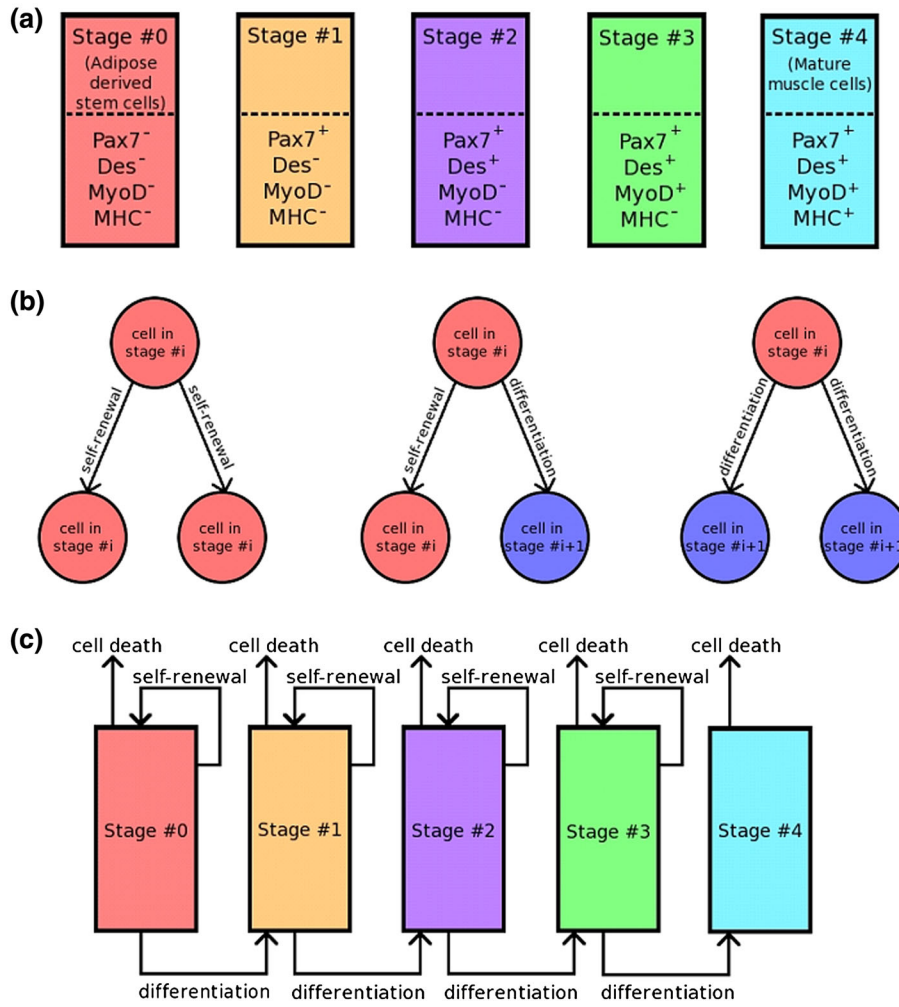 (a)
Stage #0
(Adipose
derived
stem cells)
Pax7⁻
Des⁻
MyoD⁻
MHC⁻
Stage #1
Pax7⁺
Des⁻
MyoD⁻
MHC⁻
Stage #2
Pax7⁺
Des⁺
MyoD⁻
MHC⁻
Stage #3
Pax7⁺
Des⁺
MyoD⁺
MHC⁻
Stage #4
(Mature
muscle cells)
Pax7⁺
Des⁺
MyoD⁺
MHC⁺
(b)
cell in
stage #i
self-renewal
self-renewal
cell in
stage #i
cell in
stage #i
cell in
stage #i
self-renewal
differentiation
cell in
stage #i
cell in
stage #i+1
cell in
stage #i
differentiation
differentiation
cell in
stage #i+1
cell in
stage #i+1
(c)
cell death
cell death
cell death
cell death
cell death
self-renewal
self-renewal
self-renewal
self-renewal
Stage #0
Stage #1
Stage #2
Stage #3
Stage #4
differentiation
differentiation
differentiation
differentiation